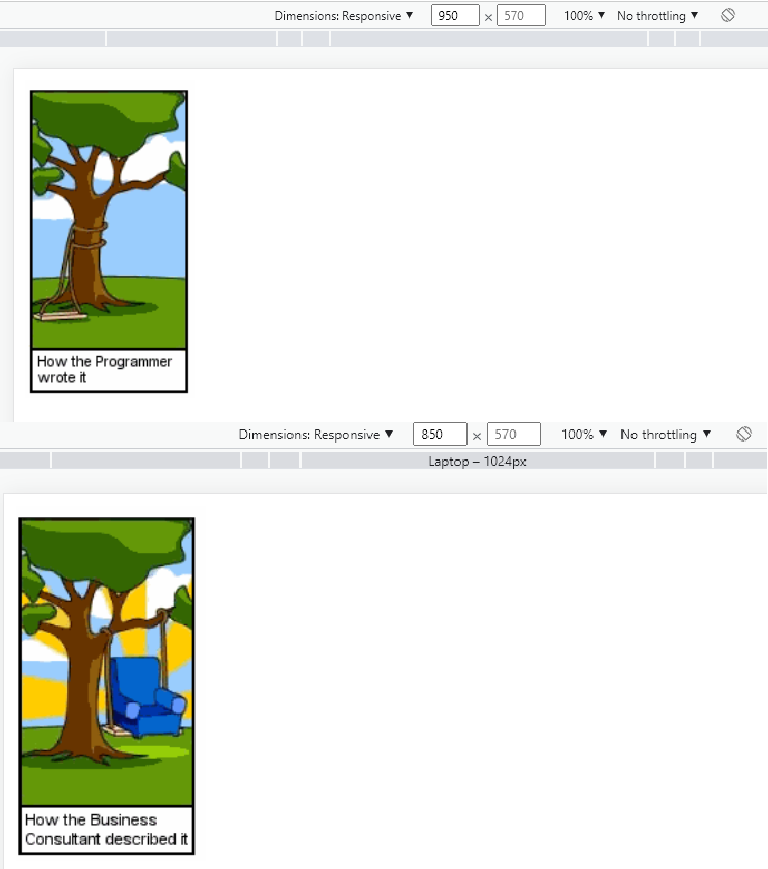 Dimensions: Responsive ▼ 950 × 570 100% ▼ No throttling ▼
How the Programmer
wrote it
Dimensions: Responsive ▼ 850 × 570 100% ▼ No throttling ▼
Laptop – 1024px
How the Business
Consultant described it